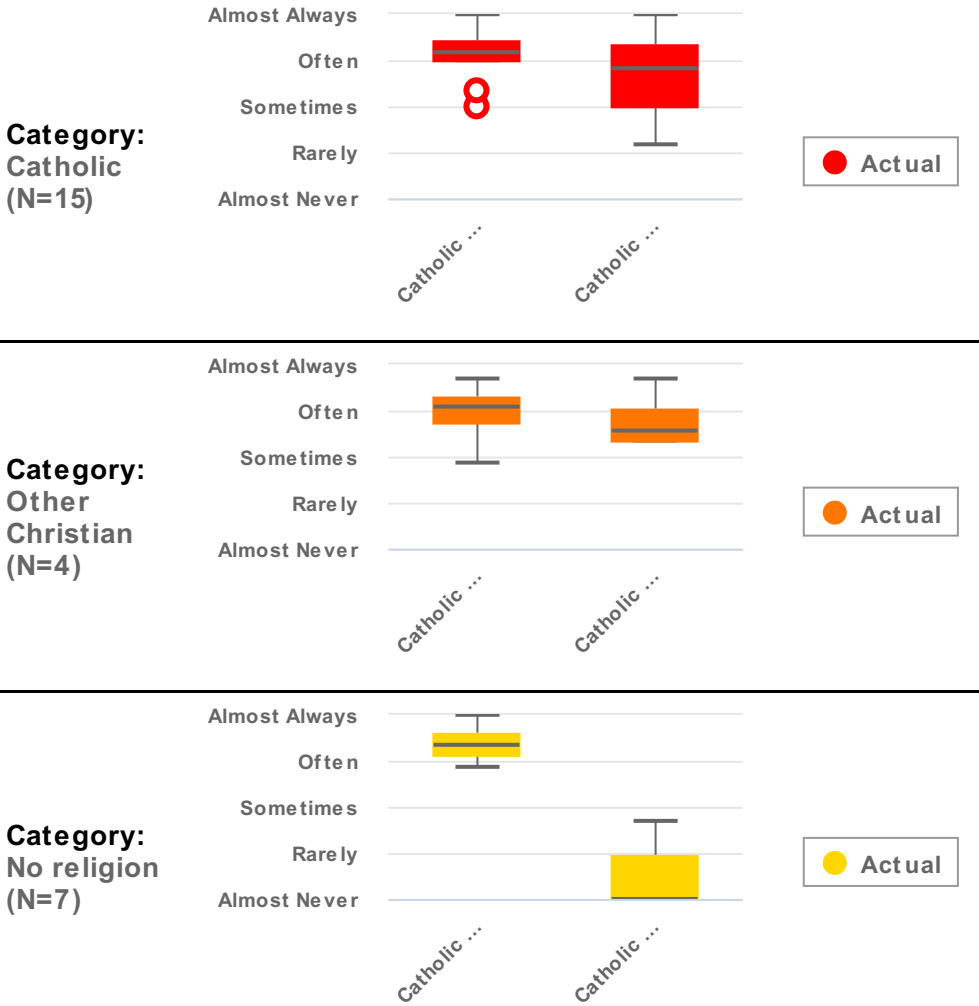 Almost Always
Often
Sometimes
Rarely
Almost Never
Category:
Catholic
(N=15)
Actual
Catholic ...
Catholic ...
Almost Always
Often
Sometimes
Rarely
Almost Never
Category:
Other
Christian
(N=4)
Actual
Catholic ...
Catholic ...
Almost Always
Often
Sometimes
Rarely
Almost Never
Category:
No religion
(N=7)
Actual
Catholic ...
Catholic ...